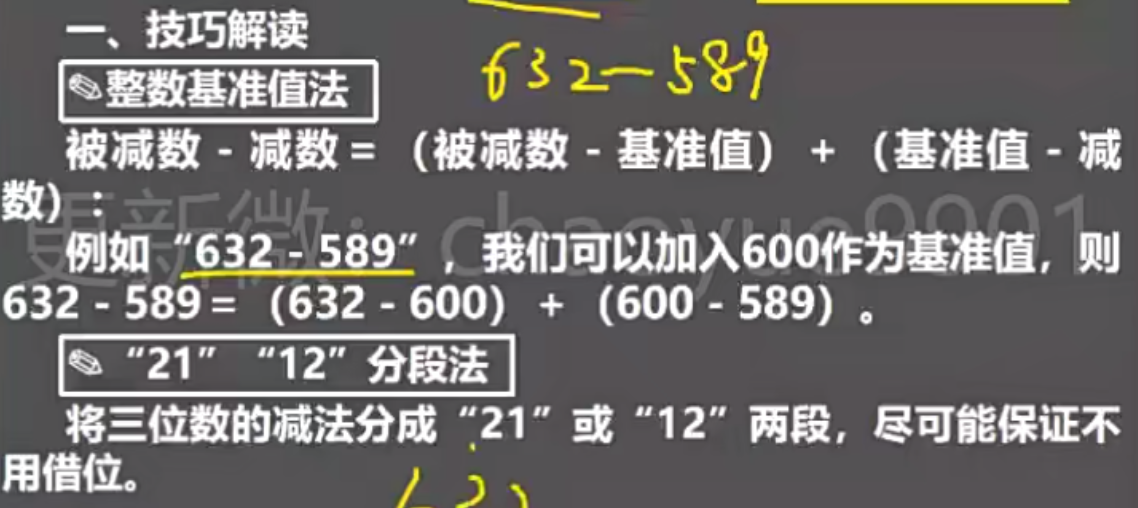 一、技巧解读
632-589
✎整数基准值法
被减数 - 减数 = （被减数 - 基准值） + （基准值 - 减
数）：
更新微：chaoyue9901
例如“632 - 589”，我们可以加入600作为基准值，则
632 - 589 = （632 - 600） + （600 - 589）。
✎“21”“12”分段法
将三位数的减法分成“21”或“12”两段，尽可能保证不
用借位。